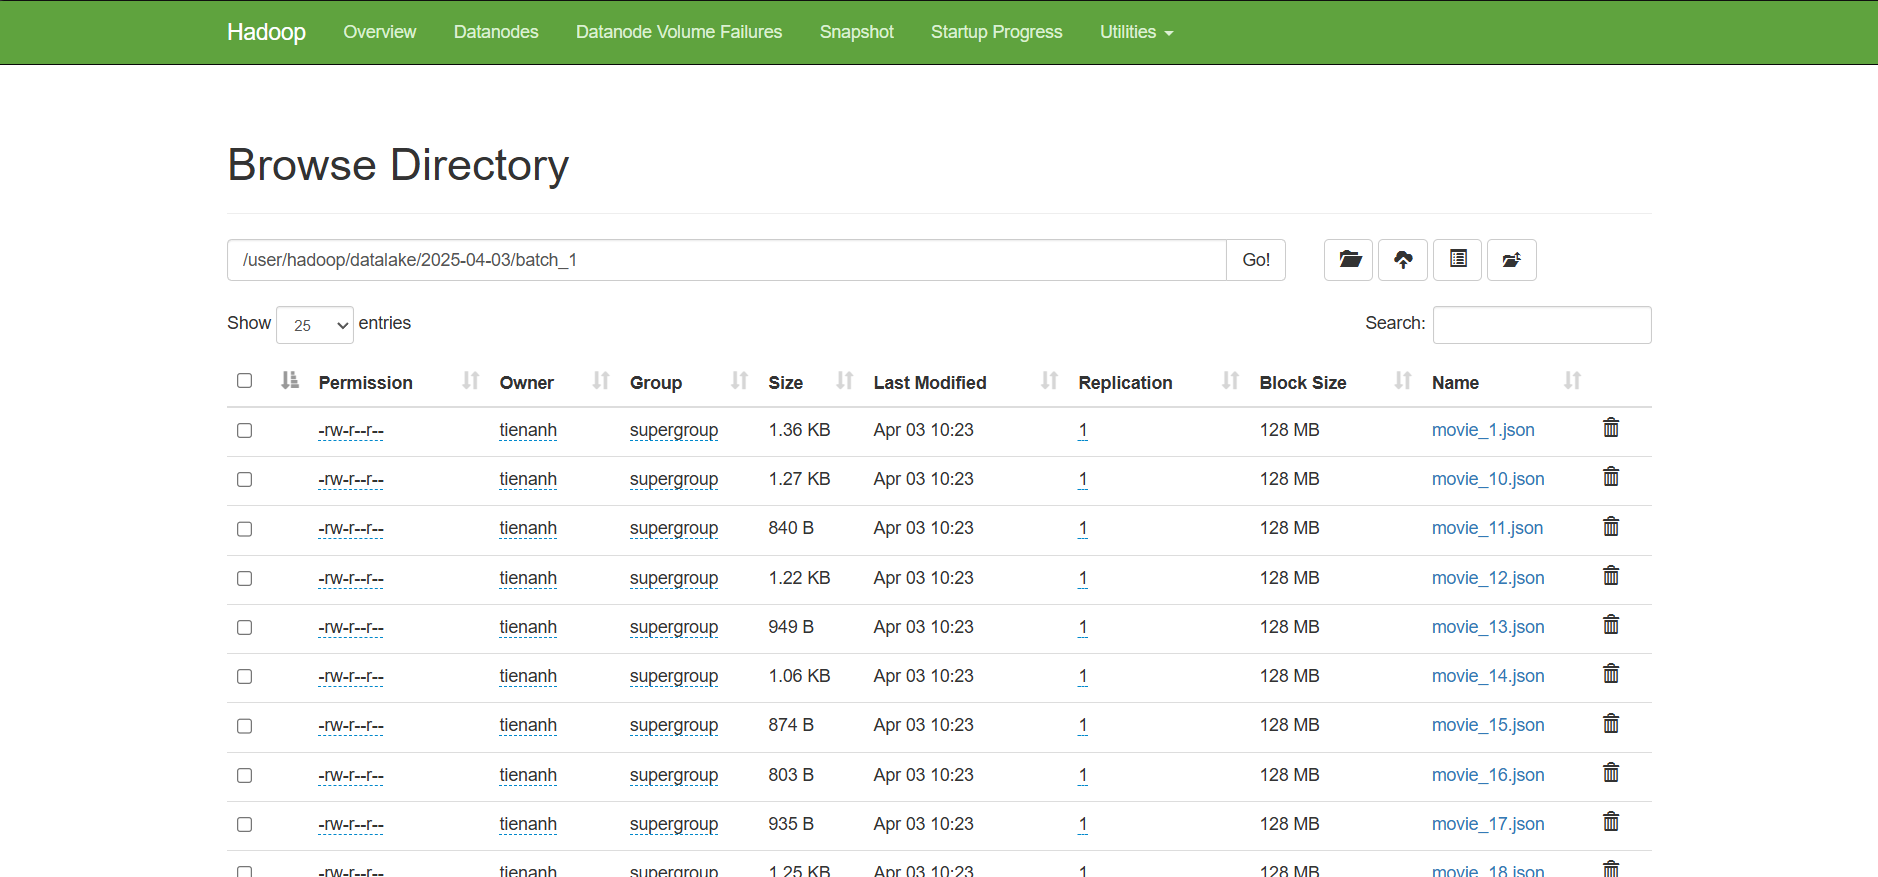 Hadoop Overview Datanodes Datanode Volume Failures Snapshot Startup Progress Utilities
Browse Directory
/user/hadoop/datalake/2025-04-03/batch_1 Go!
Show 25 entries Search:
Permission Owner Group Size Last Modified Replication Block Size Name
-rw-r--r-- tienanh supergroup 1.36 KB Apr 03 10:23 1 128 MB movie_1.json
-rw-r--r-- tienanh supergroup 1.27 KB Apr 03 10:23 1 128 MB movie_10.json
-rw-r--r-- tienanh supergroup 840 B Apr 03 10:23 1 128 MB movie_11.json
-rw-r--r-- tienanh supergroup 1.22 KB Apr 03 10:23 1 128 MB movie_12.json
-rw-r--r-- tienanh supergroup 949 B Apr 03 10:23 1 128 MB movie_13.json
-rw-r--r-- tienanh supergroup 1.06 KB Apr 03 10:23 1 128 MB movie_14.json
-rw-r--r-- tienanh supergroup 874 B Apr 03 10:23 1 128 MB movie_15.json
-rw-r--r-- tienanh supergroup 803 B Apr 03 10:23 1 128 MB movie_16.json
-rw-r--r-- tienanh supergroup 935 B Apr 03 10:23 1 128 MB movie_17.json
-rw-r--r-- tienanh supergroup 1.25 KB Apr 03 10:23 1 128 MB movie_18.json